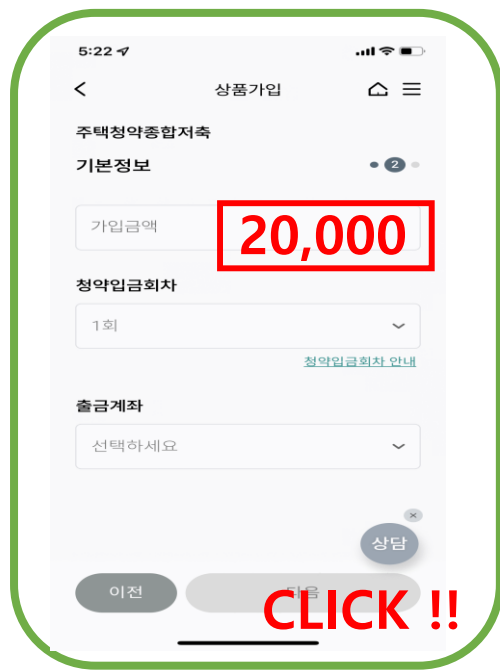 5:22
상품가입
주택청약종합저축
기본정보
2
가입금액 20,000
청약입금회차
1회
청약입금회차 안내
출금계좌
선택하세요
상담
이전 다음
CLICK !!